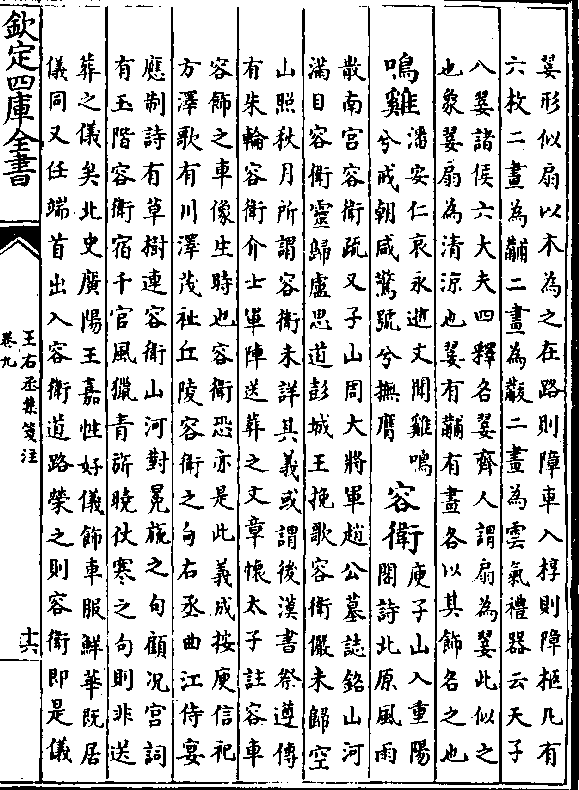 翣形似扇以木為之在路則障車入椁則障柩凡有
六枚二畫為黼二畫為黻二畫為雲氣禮器云天子
八翣諸侯六大夫四釋名翣齊人謂扇為翣此似之
也象翣扇為清涼也翣有黼有畫各以其飾名之也
鳴雞
潘安仁哀永逝文聞雞鳴
兮戒朝咸驚號兮撫膺
容衛
庾子山入重陽
閣詩北原風雨
散南宮容衛疏又子山周大將軍趙公墓誌銘山河
滿目容衛靈歸盧思道彭城王挽歌容衛儼未歸空
山照秋月所謂容衛未詳其義或謂後漢書祭遵傳
有朱輪容衛介士軍陣送葬之文章懷太子註容車
容飾之車像生時也容衛恐亦是此義成按庾信祀
方澤歌有川澤茂祉丘陵容衛之句右丞曲江侍宴
應制詩有草樹連容衛山河對冕旒之句顧況宮詞
有玉階容衛宿千官風獵青旂曉仗寒之句則非送
葬之儀矣北史廣陽王嘉性好儀飾車服鮮華既居
儀同又任端首出入容衛道路榮之則容衛即是儀
欽定四庫全書
王右丞集箋注
卷九
十六